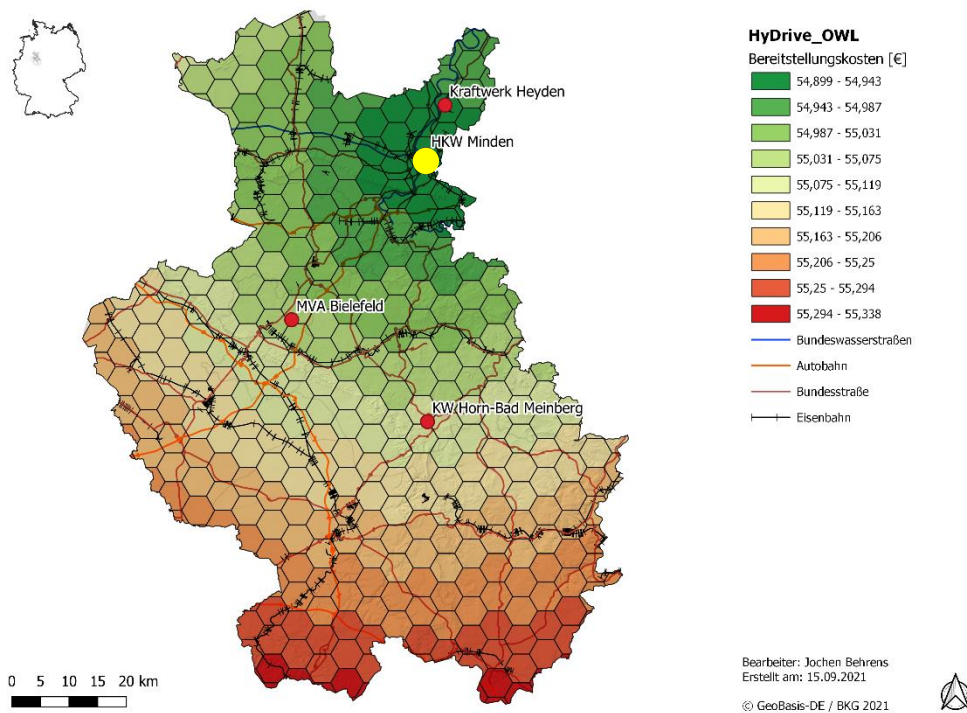 HyDrive_OWL
Bereitstellungskosten [€]
54,899 - 54,943
54,943 - 54,987
54,987 - 55,031
55,031 - 55,075
55,075 - 55,119
55,119 - 55,163
55,163 - 55,206
55,206 - 55,25
55,25 - 55,294
55,294 - 55,338
Bundeswasserstraßen
Autobahn
Bundesstraße
Eisenbahn
Kraftwerk Heyden
HKW Minden
MVA Bielefeld
KW Horn-Bad Meinberg
0 5 10 15 20 km
Bearbeiter: Jochen Behrens
Erstellt am: 15.09.2021
© GeoBasis-DE / BKG 2021